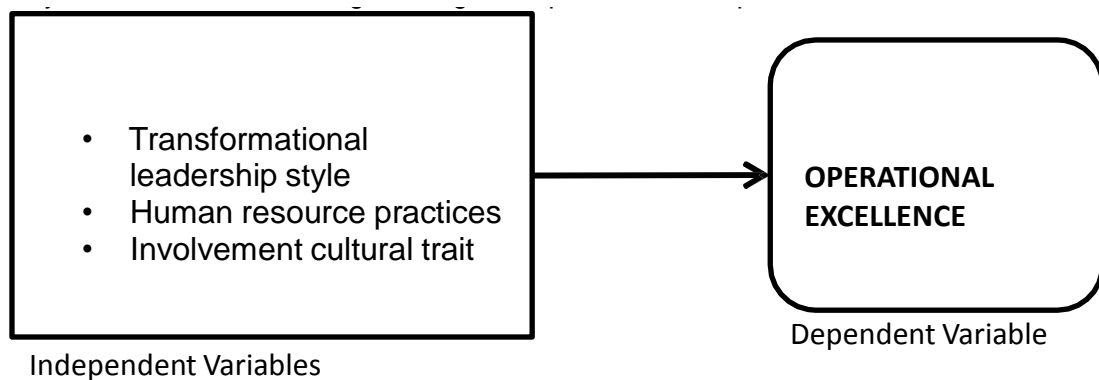 • Transformational
leadership style
• Human resource practices
• Involvement cultural trait
Independent Variables
OPERATIONAL
EXCELLENCE
Dependent Variable